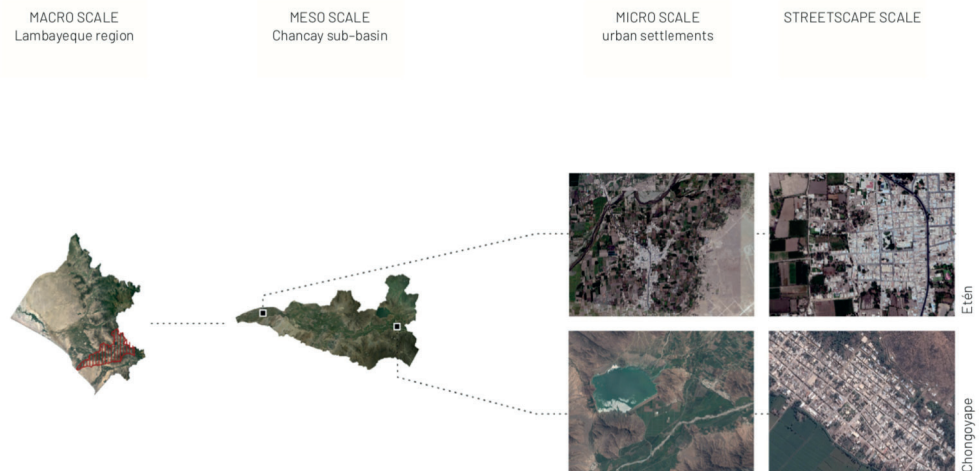 MACRO SCALE
Lambayeque region
MESO SCALE
Chancay sub-basin
MICRO SCALE
urban settlements
STREETSCAPE SCALE
Etén
Chongoyape